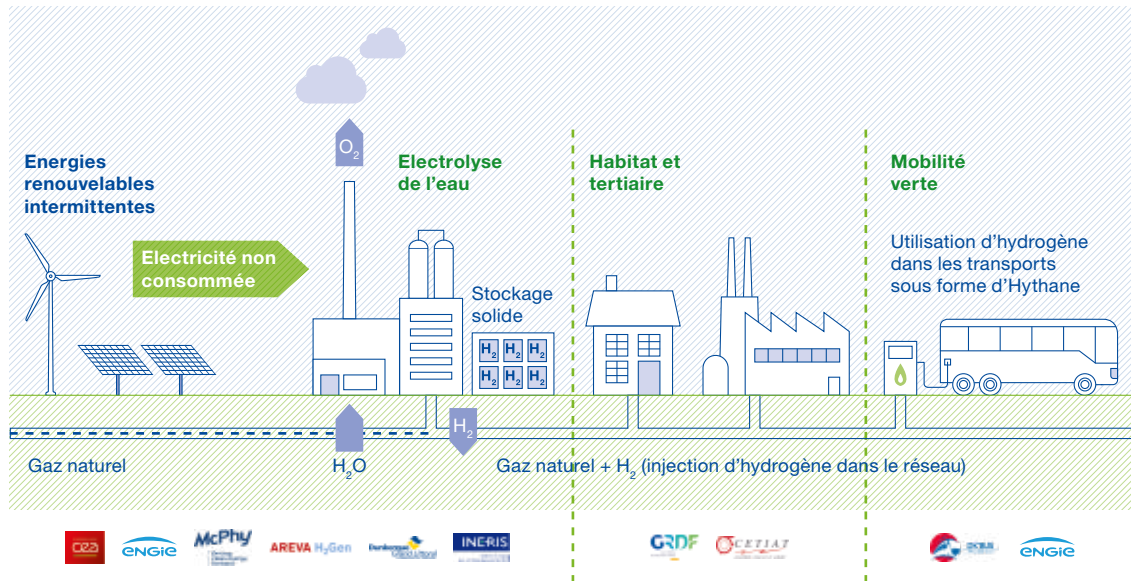 O₂
Energies
renouvelables
intermittentes
Electrolyse
de l'eau
Habitat et
tertiaire
Mobilité
verte
Electricité non
consommée
Utilisation d'hydrogène
dans les transports
sous forme d'Hythane
Stockage
solide
H₂ H₂ H₂
H₂ H₂ H₂
H₂
Gaz naturel
H₂O
Gaz naturel + H₂ (injection d'hydrogène dans le réseau)
cea
ENGIE
McPhy
AREVA H₂Gen
INERIS
GRDF
CETIAT
ENGIE